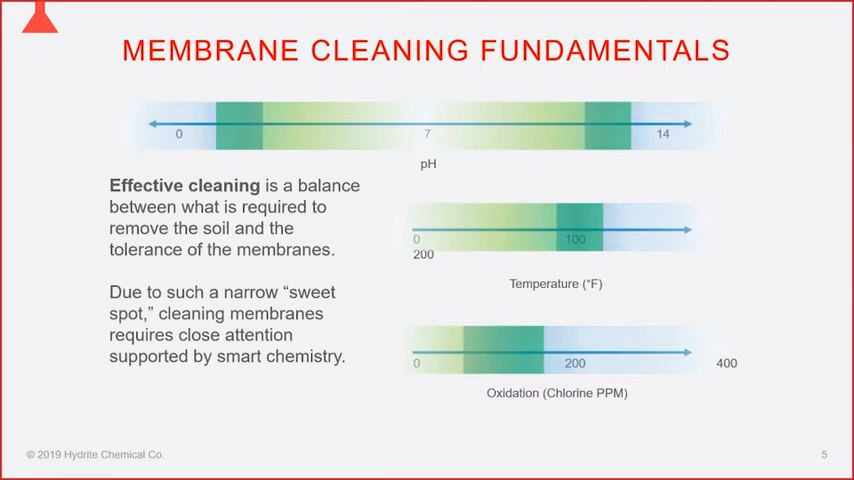 MEMBRANE CLEANING FUNDAMENTALS
0 7 14
pH
Effective cleaning is a balance
between what is required to
remove the soil and the
tolerance of the membranes.
Due to such a narrow “sweet
spot,” cleaning membranes
requires close attention
supported by smart chemistry.
0 100
200
Temperature (°F)
0 200 400
Oxidation (Chlorine PPM)
© 2019 Hydrite Chemical Co.
5